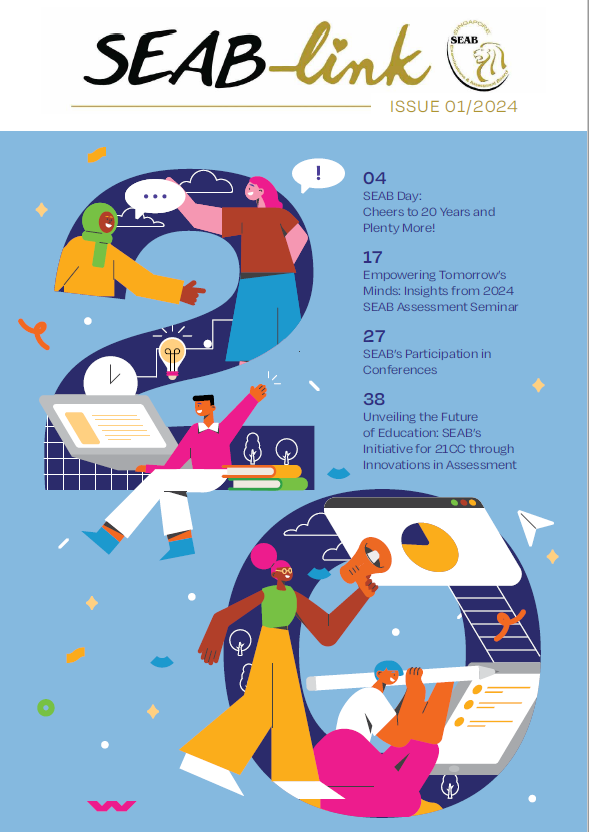 SEAB-link
SINGAPORE
SEAB
Examinations & Assessment Board
ISSUE 01/2024
!
04
SEAB Day:
Cheers to 20 Years and
Plenty More!
17
Empowering Tomorrow's
Minds: Insights from 2024
SEAB Assessment Seminar
27
SEAB's Participation in
Conferences
38
Unveiling the Future
of Education: SEAB's
Initiative for 21CC through
Innovations in Assessment
20